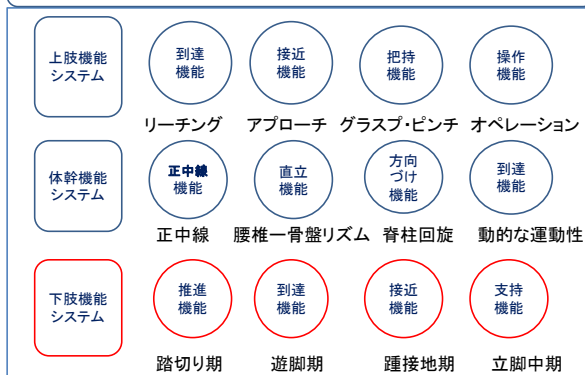 上肢機能
システム
到達
機能
接近
機能
把持
機能
操作
機能
リーチング
アプローチ
グラスプ・ピンチ
オペレーション
体幹機能
システム
正中線
機能
直立
機能
方向
づけ
機能
到達
機能
正中線
腰椎ー骨盤リズム
脊柱回旋
動的な運動性
下肢機能
システム
推進
機能
到達
機能
接近
機能
支持
機能
踏切り期
遊脚期
踵接地期
立脚中期